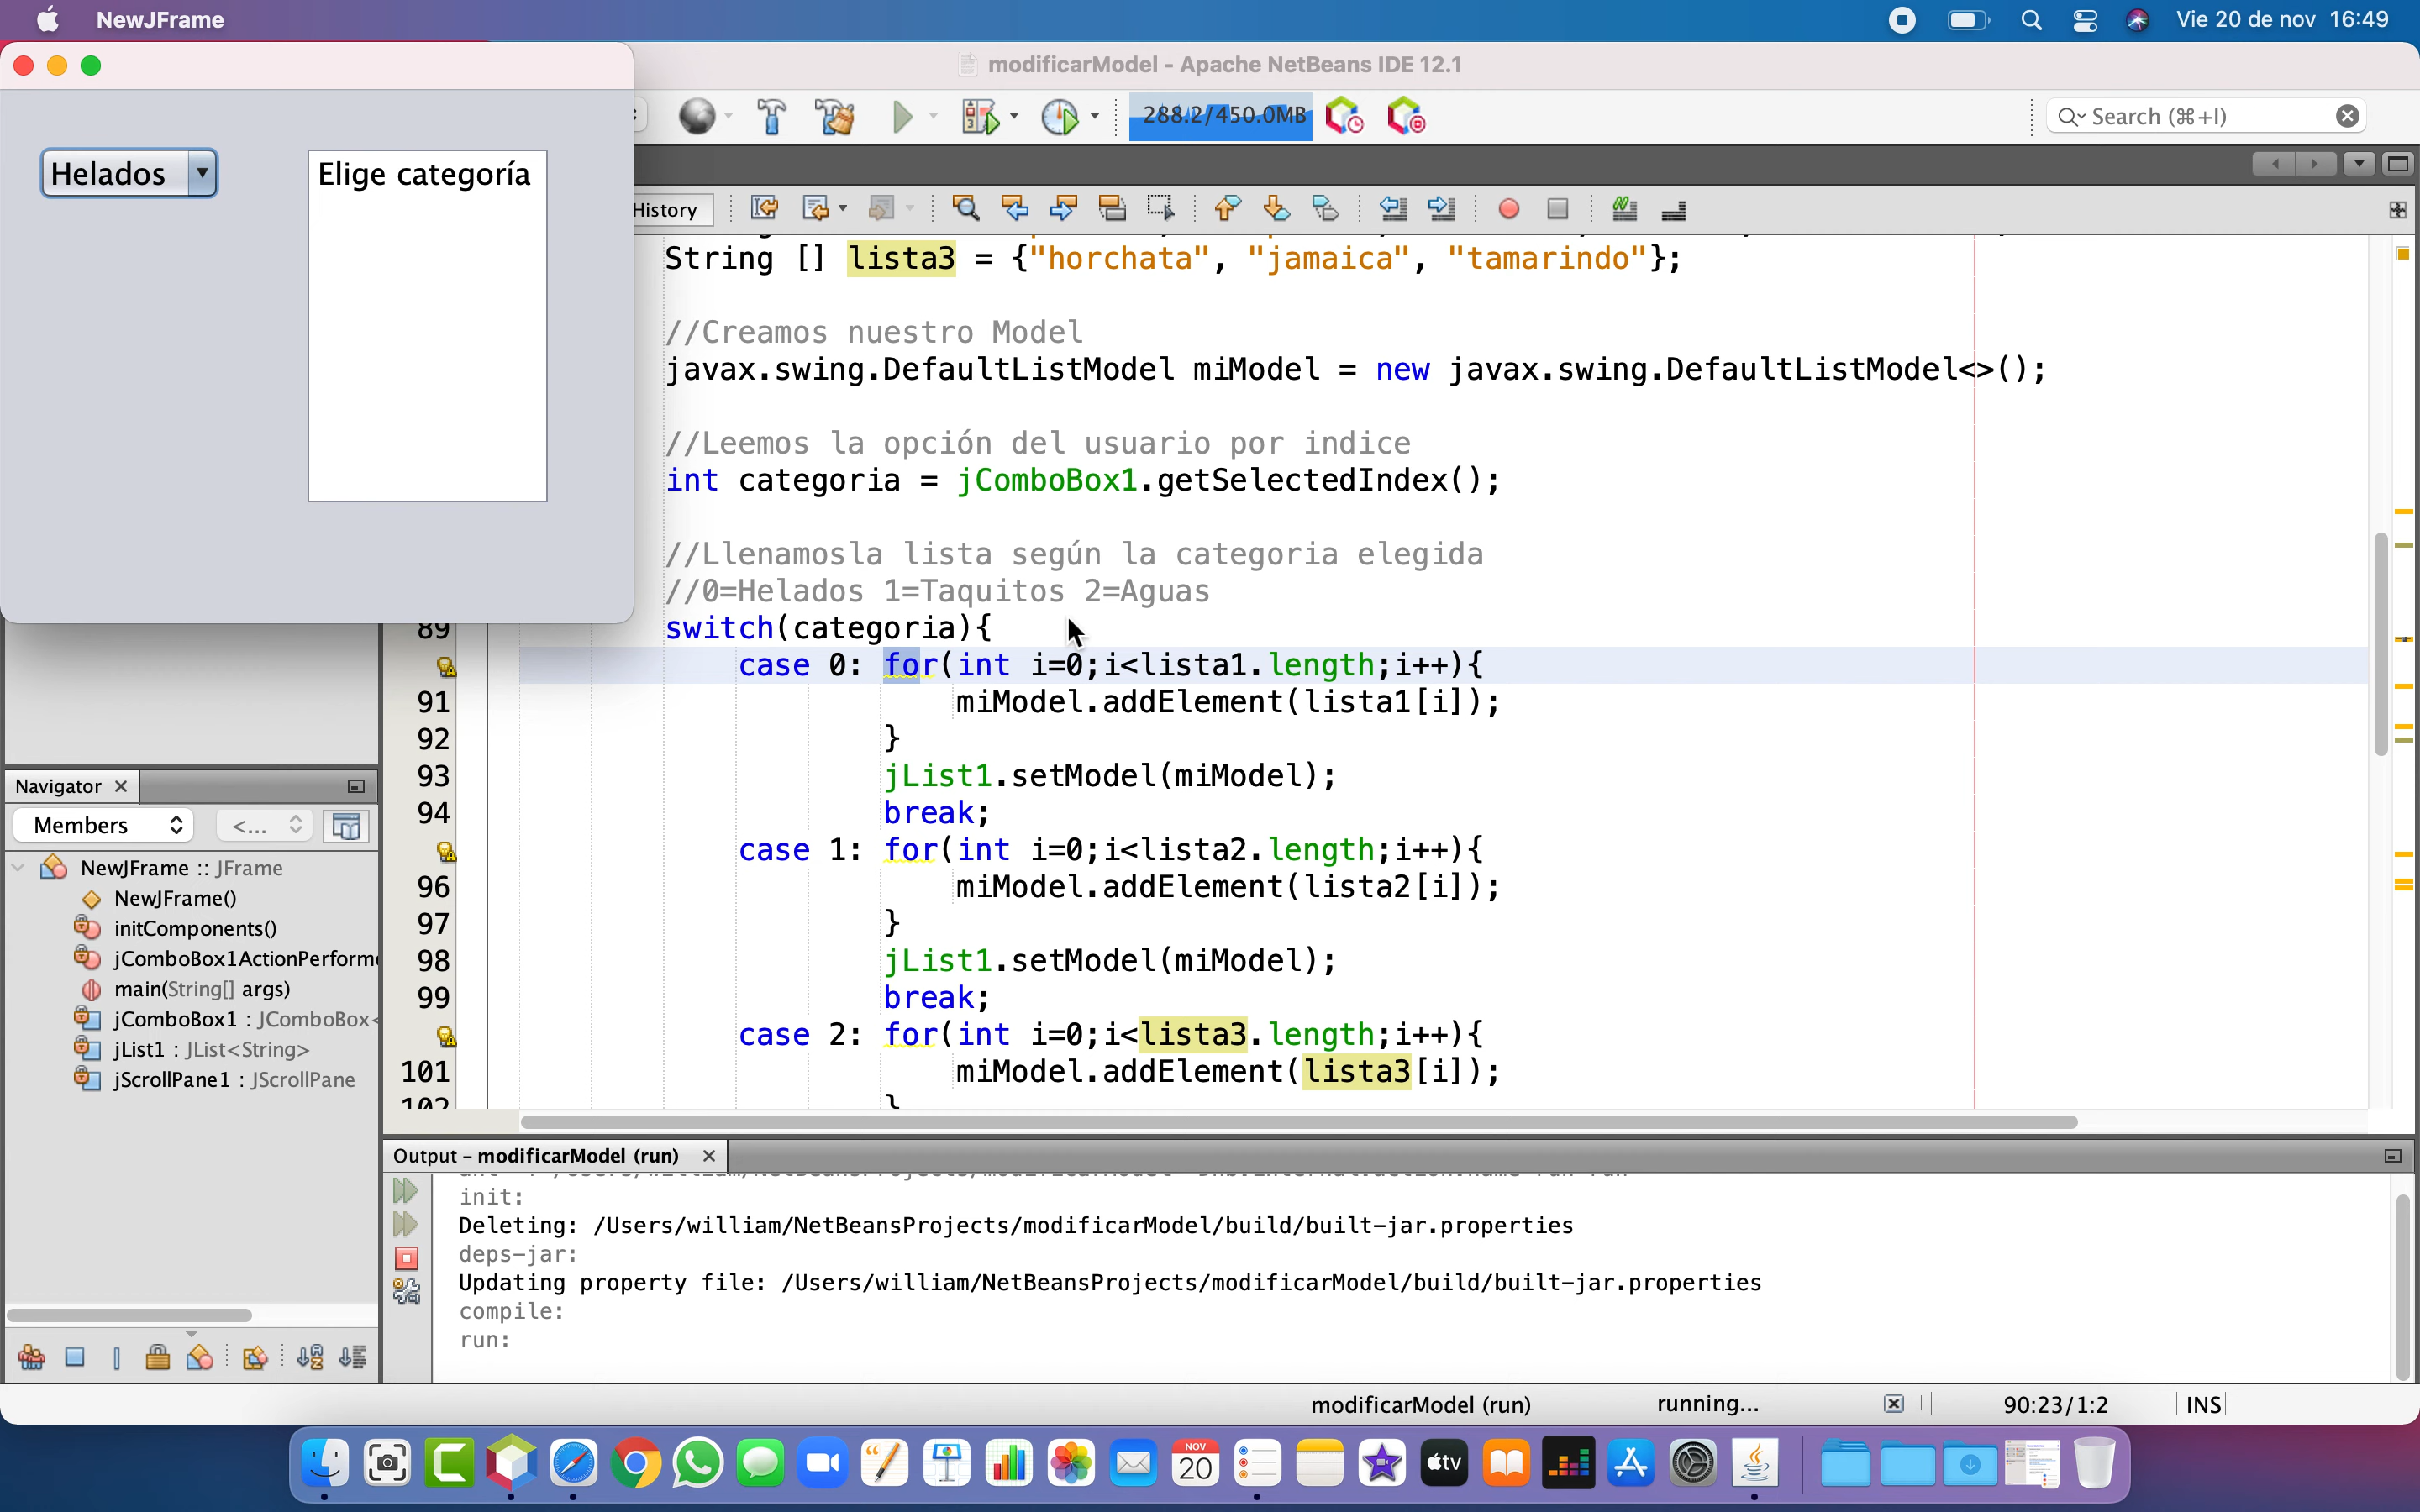 NewJFrame
Vie 20 de nov 16:49
modificarModel - Apache NetBeans IDE 12.1
288.2/450.0MB
Search (⌘+I)
Helados
Elige categoría
History
String [] lista3 = {"horchata", "jamaica", "tamarindo"};
//Creamos nuestro Model
javax.swing.DefaultListModel miModel = new javax.swing.DefaultListModel<>();
//Leemos la opción del usuario por indice
int categoria = jComboBox1.getSelectedIndex();
//Llenamosla lista según la categoria elegida
//0=Helados 1=Taquitos 2=Aguas
89 switch(categoria){
case 0: for(int i=0;i<lista1.length;i++){
91 miModel.addElement(lista1[i]);
92 }
93 jList1.setModel(miModel);
94 break;
case 1: for(int i=0;i<lista2.length;i++){
96 miModel.addElement(lista2[i]);
97 }
98 jList1.setModel(miModel);
99 break;
case 2: for(int i=0;i<lista3.length;i++){
101 miModel.addElement(lista3[i]);
102 }
Navigator
Members
<...
NewJFrame :: JFrame
NewJFrame()
initComponents()
jComboBox1ActionPerform
main(String[] args)
jComboBox1 : JComboBox<
jList1 : JList<String>
jScrollPane1 : JScrollPane
Output - modificarModel (run)
init:
Deleting: /Users/william/NetBeansProjects/modificarModel/build/built-jar.properties
deps-jar:
Updating property file: /Users/william/NetBeansProjects/modificarModel/build/built-jar.properties
compile:
run:
modificarModel (run)
running...
90:23/1:2
INS
NOV
20
tv